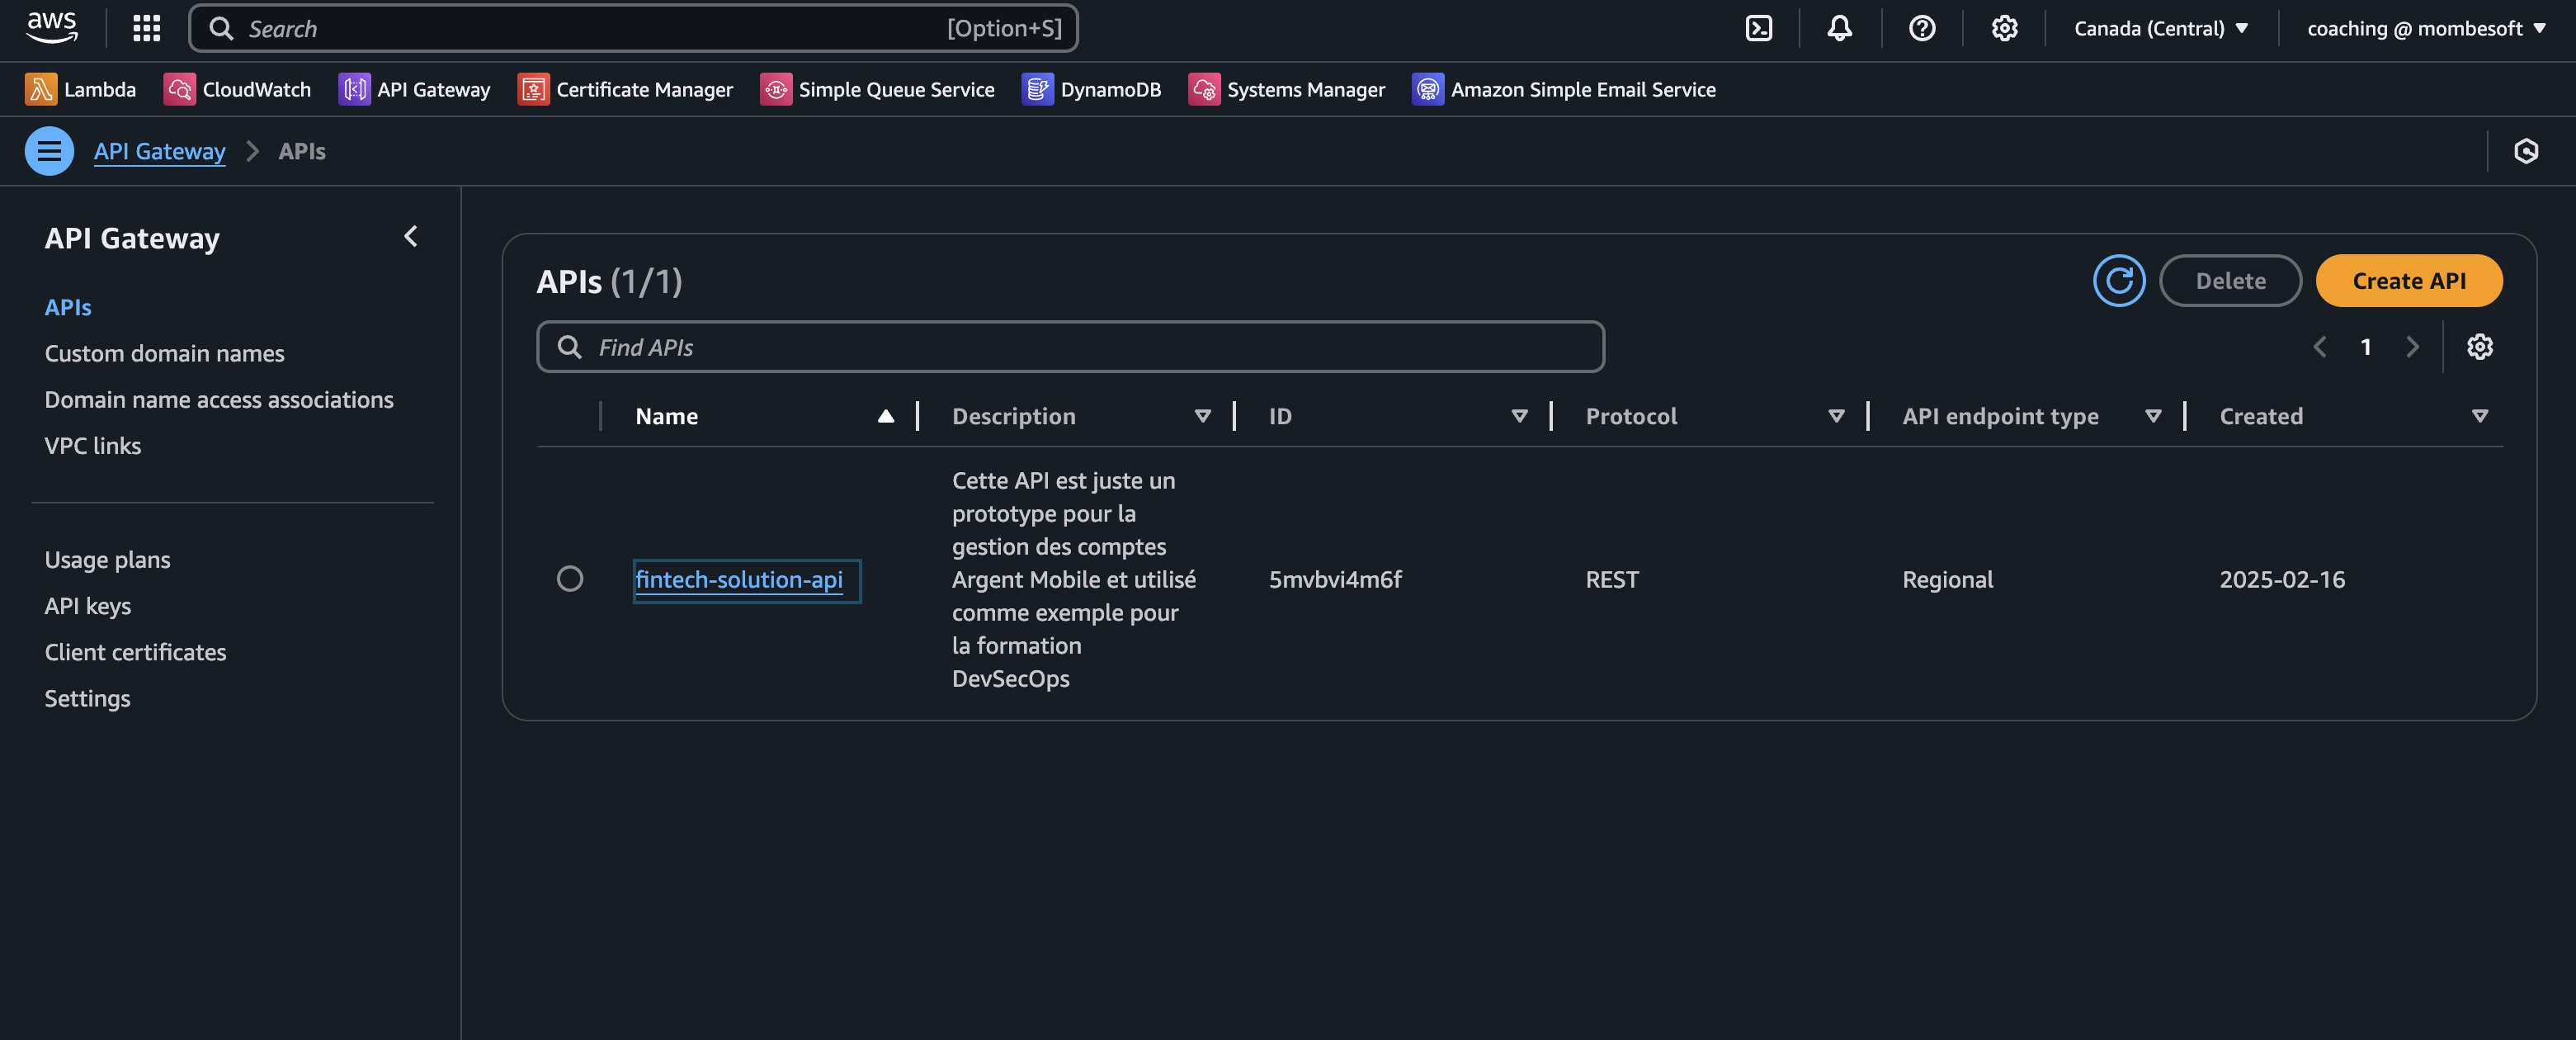 aws
Search [Option+S]
Canada (Central)
coaching @ mombesoft
Lambda
CloudWatch
API Gateway
Certificate Manager
Simple Queue Service
DynamoDB
Systems Manager
Amazon Simple Email Service
API Gateway
APIs
API Gateway
APIs
Custom domain names
Domain name access associations
VPC links
Usage plans
API keys
Client certificates
Settings
APIs (1/1)
Delete
Create API
Find APIs
1
Name
Description
ID
Protocol
API endpoint type
Created
fintech-solution-api
Cette API est juste un
prototype pour la
gestion des comptes
Argent Mobile et utilisé
comme exemple pour
la formation
DevSecOps
5mvbvi4m6f
REST
Regional
2025-02-16